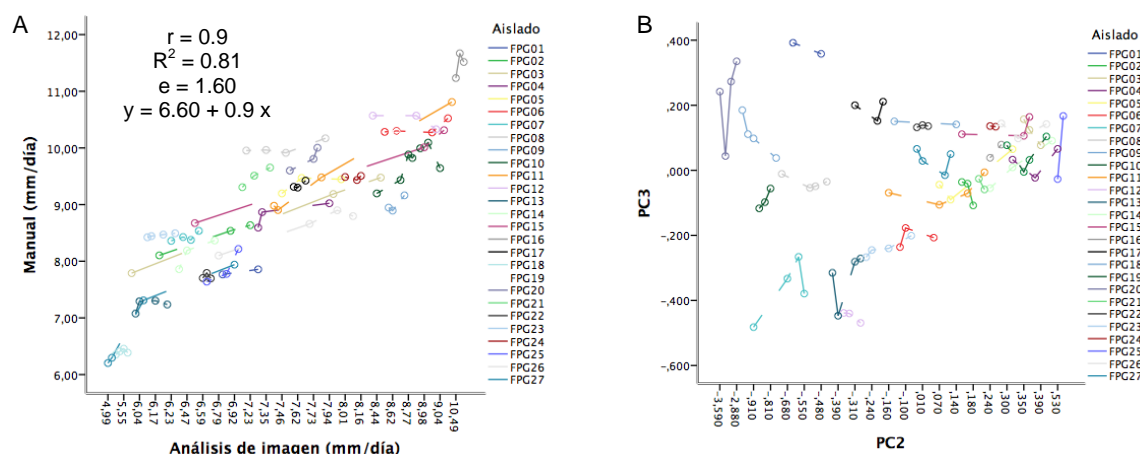 A
r = 0.9
R² = 0.81
e = 1.60
y = 6.60 + 0.9 x
Manual (mm/día)
12,00
11,00
10,00
9,00
8,00
7,00
6,00
4,99
5,55
6,04
6,17
6,23
6,47
6,59
6,79
6,92
7,23
7,35
7,46
7,62
7,73
7,94
8,01
8,16
8,44
8,62
8,77
8,98
9,04
10,49
Análisis de imagen (mm/día)
Aislado
FPG01
FPG02
FPG03
FPG04
FPG05
FPG06
FPG07
FPG08
FPG09
FPG10
FPG11
FPG12
FPG13
FPG14
FPG15
FPG16
FPG17
FPG18
FPG19
FPG20
FPG21
FPG22
FPG23
FPG24
FPG25
FPG26
FPG27
B
PC3
,400
,200
,000
-,200
-,400
-,600
-3,590
-2,880
-,910
-,810
-,680
-,550
-,480
-,390
-,310
-,240
-,160
-,100
,010
,070
,140
,180
,240
,300
,350
,390
,530
PC2
Aislado
FPG01
FPG02
FPG03
FPG04
FPG05
FPG06
FPG07
FPG08
FPG09
FPG10
FPG11
FPG12
FPG13
FPG14
FPG15
FPG16
FPG17
FPG18
FPG19
FPG20
FPG21
FPG22
FPG23
FPG24
FPG25
FPG26
FPG27